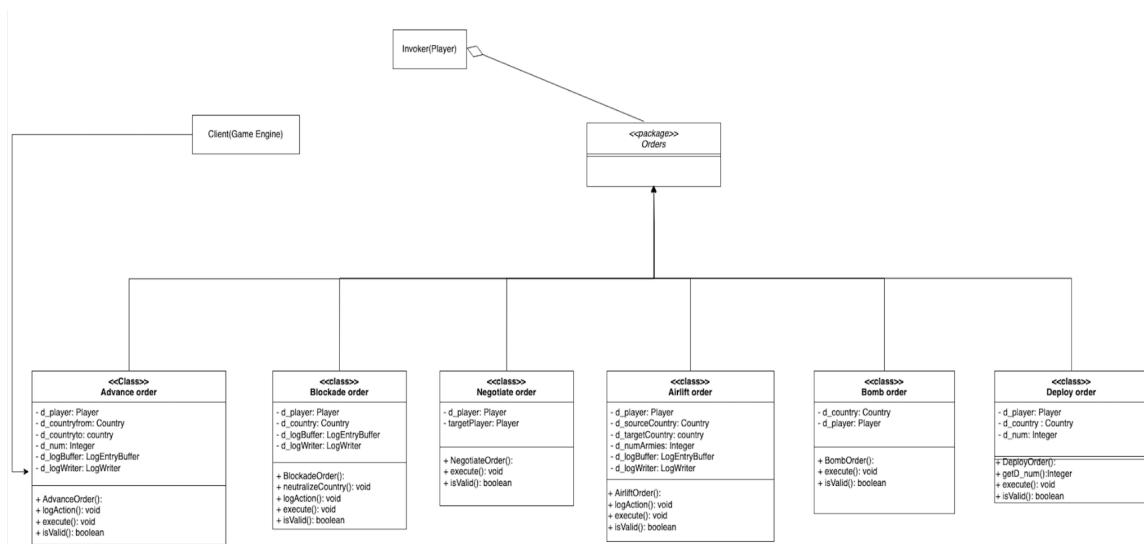 Invoker(Player)
<<package>>
Orders
Client(Game Engine)
<<Class>>
Advance order
- d_player: Player
- d_countryfrom: Country
- d_countryto: country
- d_num: Integer
- d_logBuffer: LogEntryBuffer
- d_logWriter: LogWriter
+ AdvanceOrder():
+ logAction(): void
+ execute(): void
+ isValid(): boolean
<<class>>
Blockade order
- d_player: Player
- d_country: Country
- d_logBuffer: LogEntryBuffer
- d_logWriter: LogWriter
+ BlockadeOrder():
+ neutralizeCountry(): void
+ logAction(): void
+ execute(): void
+ isValid(): boolean
<<class>>
Negotiate order
- d_player: Player
- targetPlayer: Player
+ NegotiateOrder():
+ execute(): void
+ isValid(): boolean
<<class>>
Airlift order
- d_player: Player
- d_sourceCountry: Country
- d_targetCountry: country
- d_numArmies: Integer
- d_logBuffer: LogEntryBuffer
- d_logWriter: LogWriter
+ AirliftOrder():
+ logAction(): void
+ execute(): void
+ isValid(): boolean
<<class>>
Bomb order
- d_country: Country
- d_player: Player
+ BombOrder():
+ execute(): void
+ isValid(): boolean
<<class>>
Deploy order
- d_player: Player
- d_country : Country
- d_num: Integer
+ DeployOrder():
+ getD_num():Integer
+ execute(): void
+ isValid(): boolean